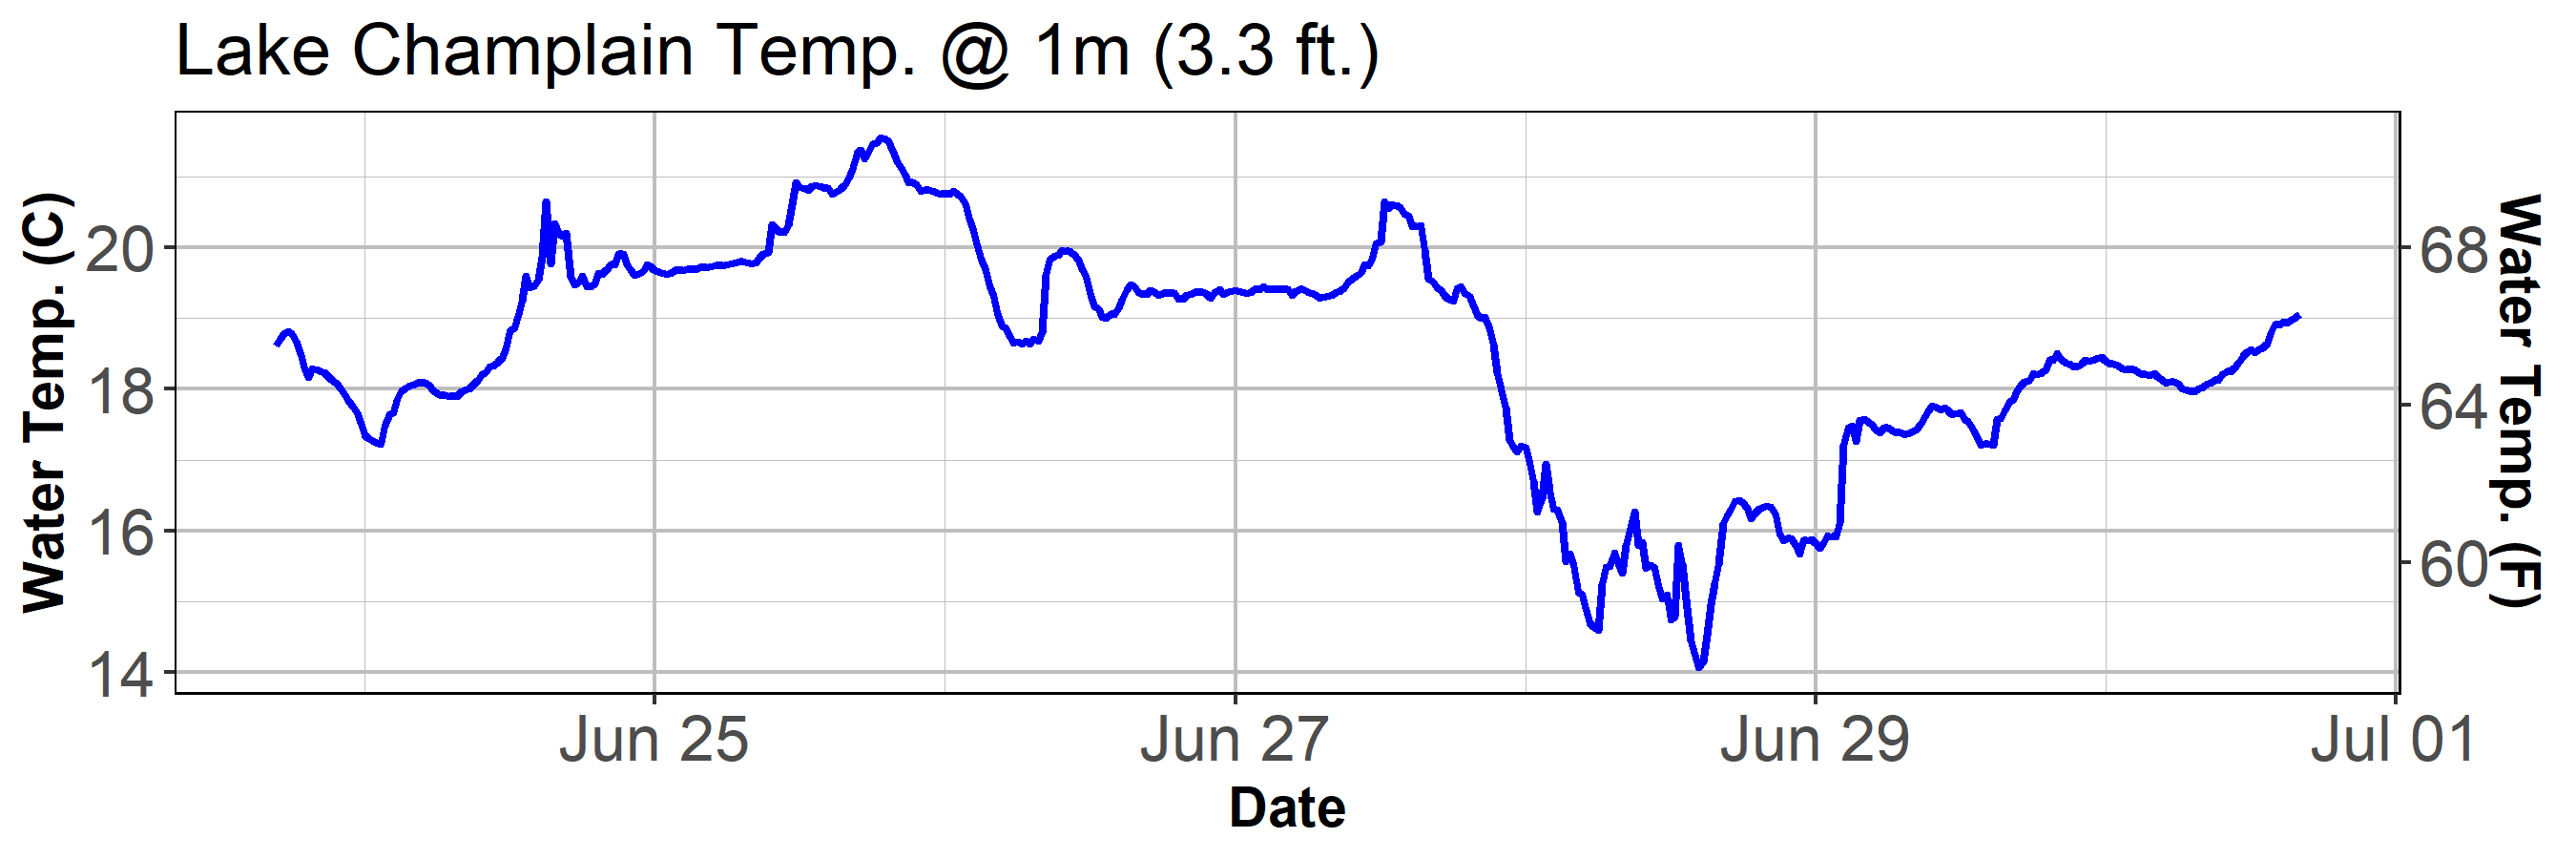 Lake Champlain Temp. @ 1m (3.3 ft.)
Water Temp. (C)
20
18
16
14
68
64
60
Water Temp. (F)
Jun 25
Jun 27
Jun 29
Jul 01
Date